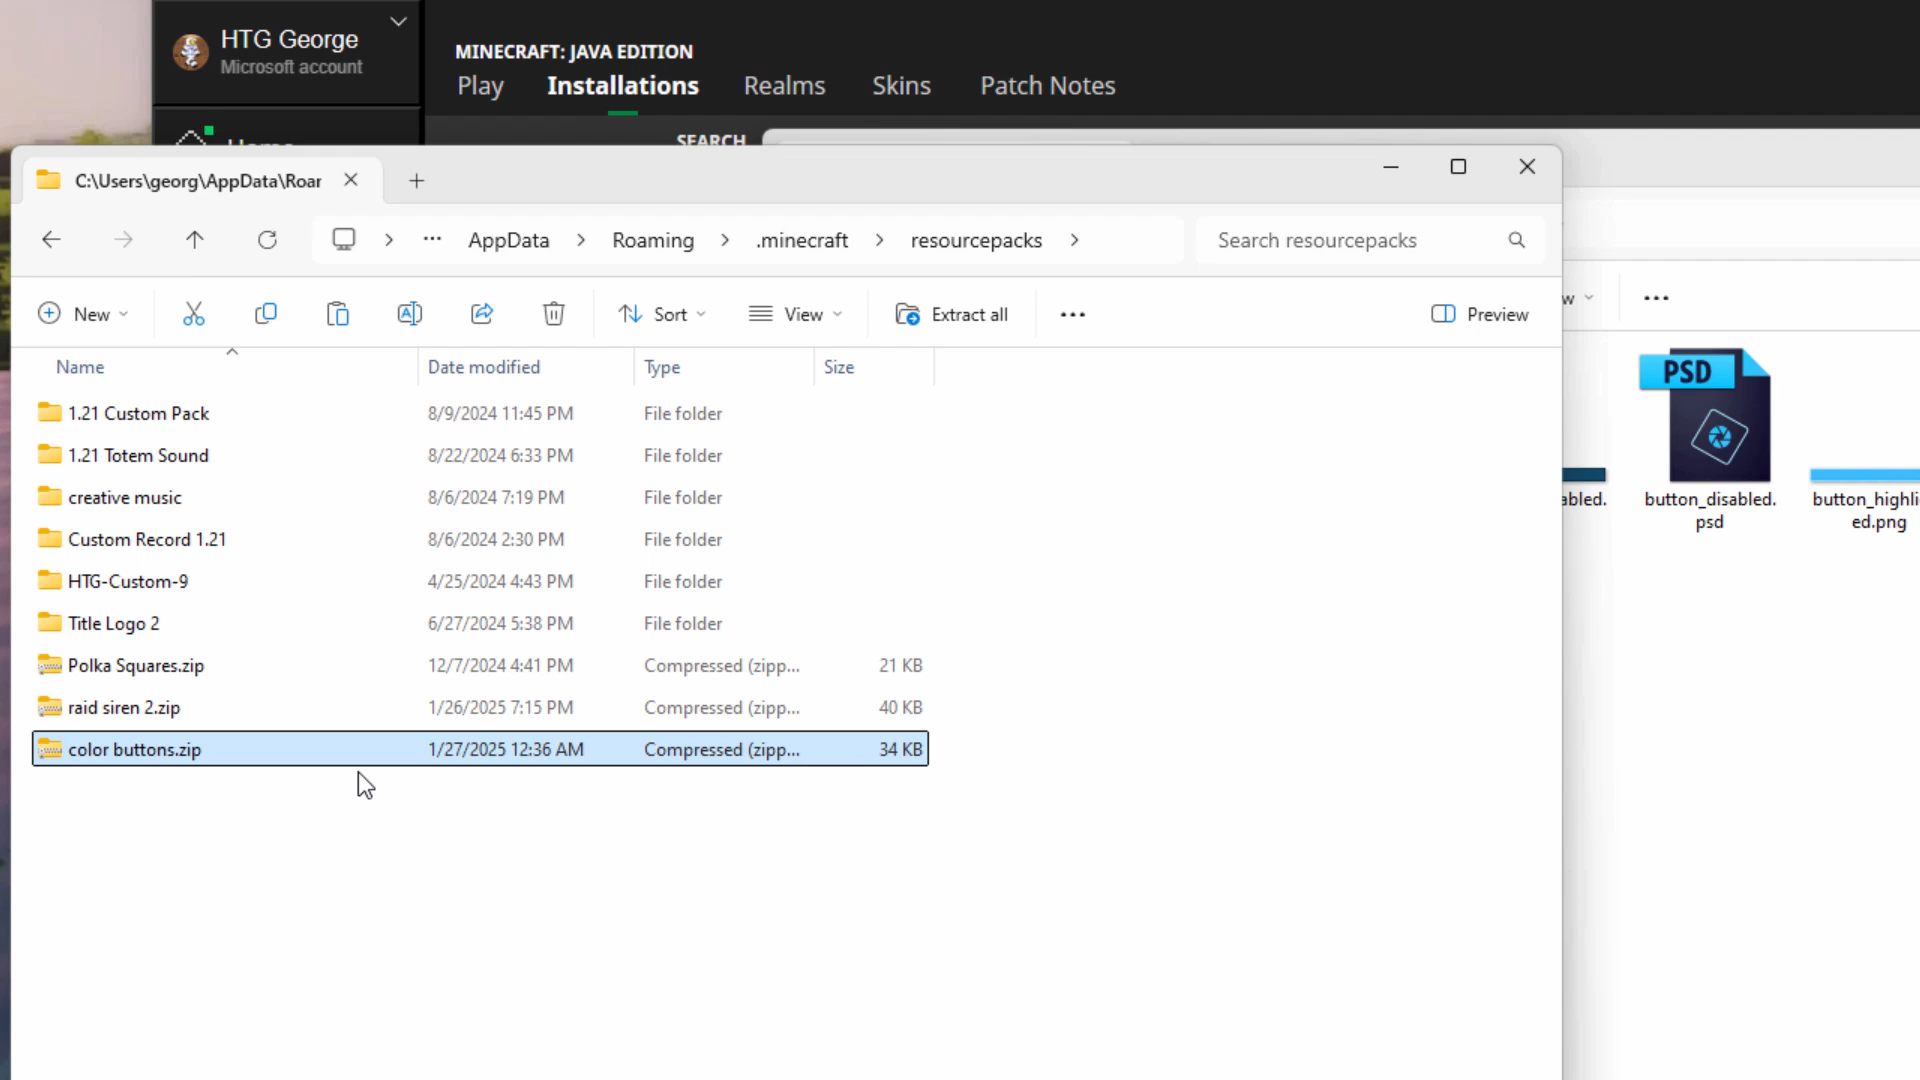 HTG George
Microsoft account
MINECRAFT: JAVA EDITION
Play Installations Realms Skins Patch Notes
Home
SEARCH
C:\Users\georg\AppData\Roar
AppData Roaming .minecraft resourcepacks
Search resourcepacks
New Sort View Extract all Preview
Name Date modified Type Size
1.21 Custom Pack 8/9/2024 11:45 PM File folder
1.21 Totem Sound 8/22/2024 6:33 PM File folder
creative music 8/6/2024 7:19 PM File folder
Custom Record 1.21 8/6/2024 2:30 PM File folder
HTG-Custom-9 4/25/2024 4:43 PM File folder
Title Logo 2 6/27/2024 5:38 PM File folder
Polka Squares.zip 12/7/2024 4:41 PM Compressed (zipp... 21 KB
raid siren 2.zip 1/26/2025 7:15 PM Compressed (zipp... 40 KB
color buttons.zip 1/27/2025 12:36 AM Compressed (zipp... 34 KB
w
PSD
abled.
button_disabled.
psd
button_highli
ed.png